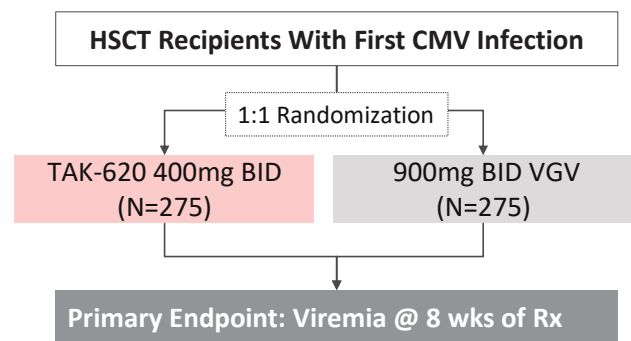 HSCT Recipients With First CMV Infection
1:1 Randomization
TAK-620 400mg BID
(N=275)
900mg BID VGV
(N=275)
Primary Endpoint: Viremia @ 8 wks of Rx